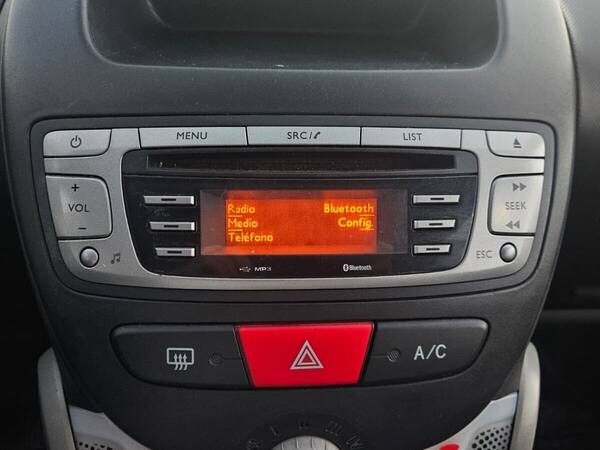 MENU SRC/ LIST
+ VOL -
SEEK
ESC
Radio Bluetooth
Medio Config.
Teléfono
MP3 Bluetooth
A/C